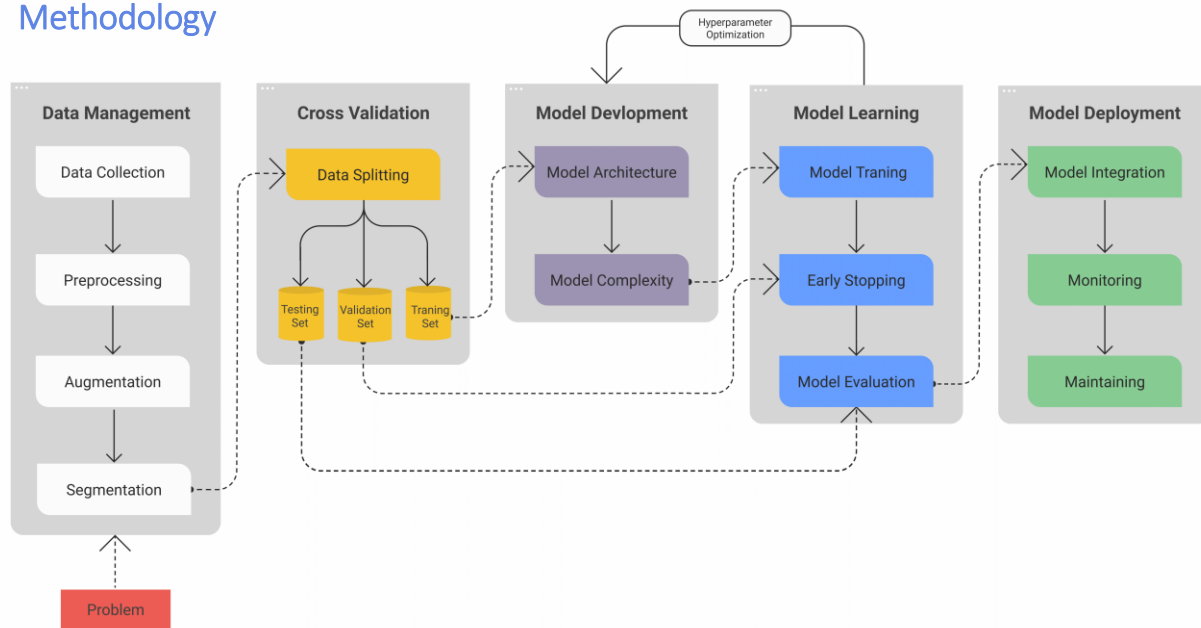 Methodology
Hyperparameter
Optimization
Data Management
Data Collection
Preprocessing
Augmentation
Segmentation
Problem
Cross Validation
Data Splitting
Testing
Set
Validation
Set
Traning
Set
Model Devlopment
Model Architecture
Model Complexity
Model Learning
Model Traning
Early Stopping
Model Evaluation
Model Deployment
Model Integration
Monitoring
Maintaining